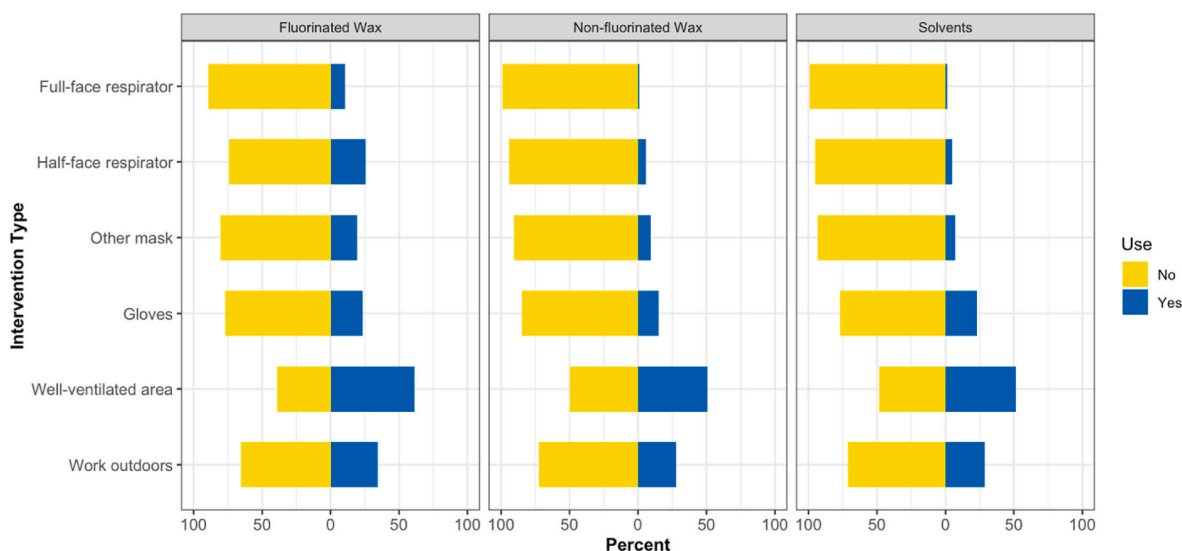 Fluorinated Wax
Non-fluorinated Wax
Solvents
Intervention Type
Full-face respirator
Half-face respirator
Other mask
Gloves
Well-ventilated area
Work outdoors
Use
No
Yes
100 50 0 50 100 100 50 0 50 100 100 50 0 50 100
Percent